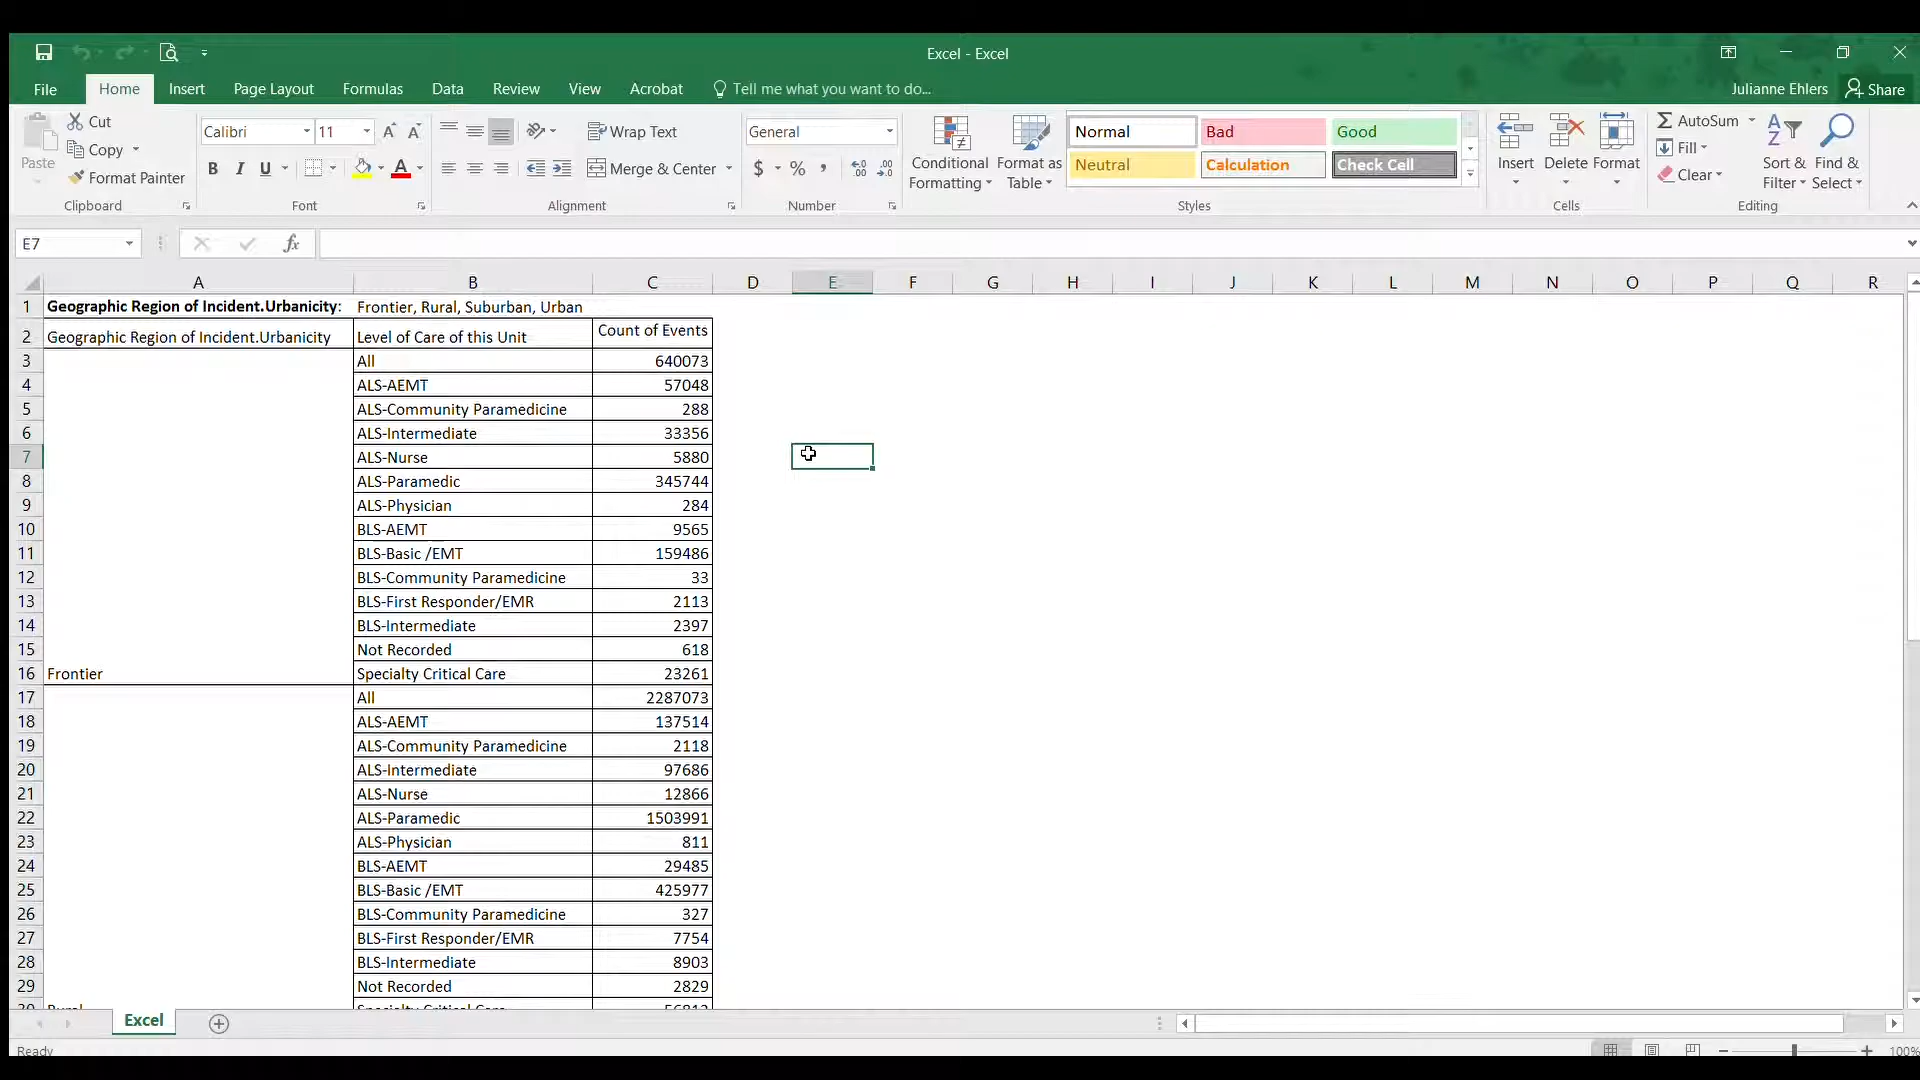 Excel - Excel
File Home Insert Page Layout Formulas Data Review View Acrobat Tell me what you want to do... Julianne Ehlers Share
Paste Cut Copy Format Painter Clipboard
Calibri 11 B I U A Font
Wrap Text Merge & Center Alignment
General $ % , Number
Conditional Formatting Format as Table Normal Bad Good Neutral Calculation Check Cell Styles
Insert Delete Format Cells
AutoSum Fill Clear Sort & Filter Find & Select Editing
E7 fx
A B C D E F G H I J K L M N O P Q R
1 Geographic Region of Incident.Urbanicity: Frontier, Rural, Suburban, Urban
2 Geographic Region of Incident.Urbanicity Level of Care of this Unit Count of Events
3 All 640073
4 ALS-AEMT 57048
5 ALS-Community Paramedicine 288
6 ALS-Intermediate 33356
7 ALS-Nurse 5880
8 ALS-Paramedic 345744
9 ALS-Physician 284
10 BLS-AEMT 9565
11 BLS-Basic /EMT 159486
12 BLS-Community Paramedicine 33
13 BLS-First Responder/EMR 2113
14 BLS-Intermediate 2397
15 Not Recorded 618
16 Frontier Specialty Critical Care 23261
17 All 2287073
18 ALS-AEMT 137514
19 ALS-Community Paramedicine 2118
20 ALS-Intermediate 97686
21 ALS-Nurse 12866
22 ALS-Paramedic 1503991
23 ALS-Physician 811
24 BLS-AEMT 29485
25 BLS-Basic /EMT 425977
26 BLS-Community Paramedicine 327
27 BLS-First Responder/EMR 7754
28 BLS-Intermediate 8903
29 Not Recorded 2829
Rural Specialty Critical Care
Excel
Ready 100%